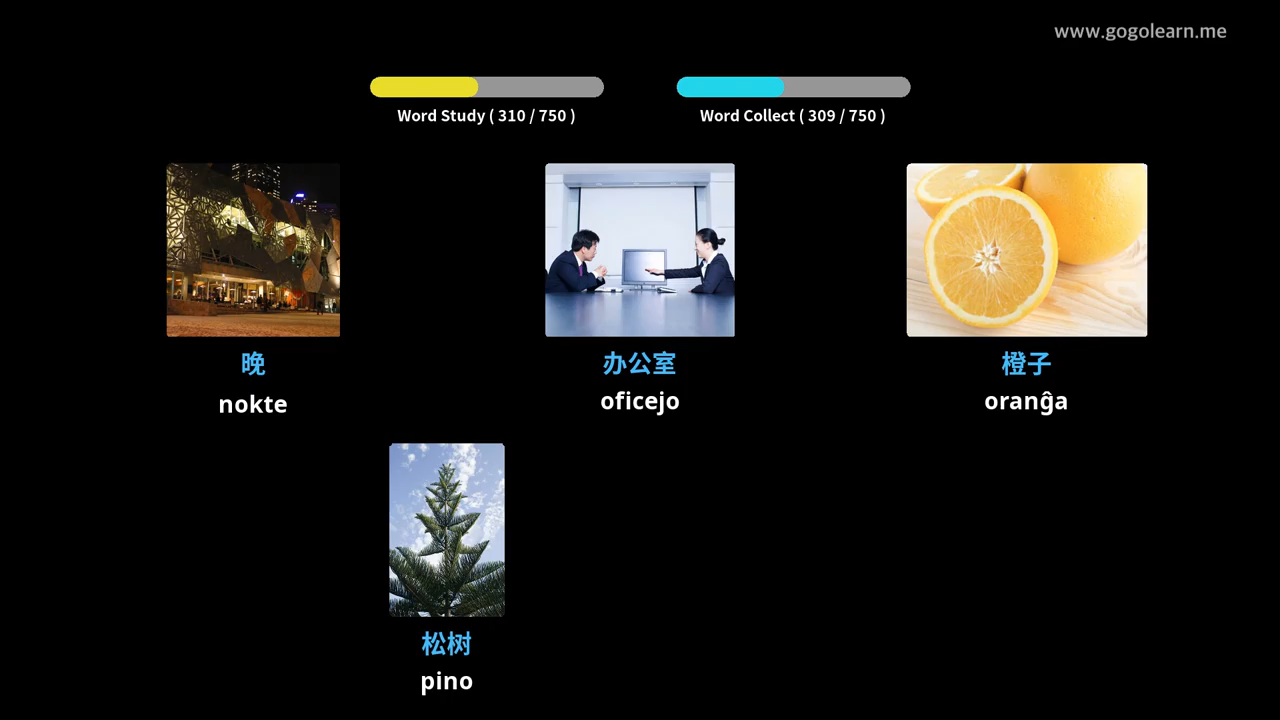 www.gogolearn.me
Word Study ( 310 / 750 )
Word Collect ( 309 / 750 )
晚
nokte
办公室
oficejo
橙子
oranĝa
松树
pino